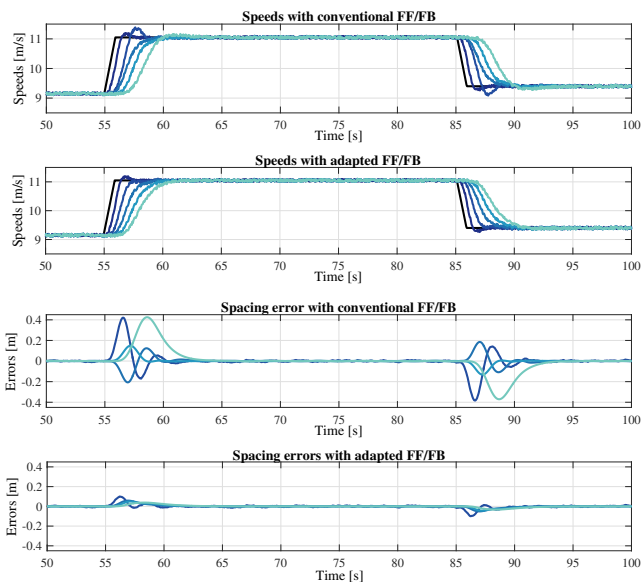 Speeds with conventional FF/FB
Speeds [m/s]
11
10
9
50 55 60 65 70 75 80 85 90 95 100
Time [s]
Speeds with adapted FF/FB
Speeds [m/s]
11
10
9
50 55 60 65 70 75 80 85 90 95 100
Time [s]
Spacing error with conventional FF/FB
Errors [m]
0.4
0.2
0
-0.2
-0.4
50 55 60 65 70 75 80 85 90 95 100
Time [s]
Spacing errors with adapted FF/FB
Errors [m]
0.4
0.2
0
-0.2
-0.4
50 55 60 65 70 75 80 85 90 95 100
Time [s]